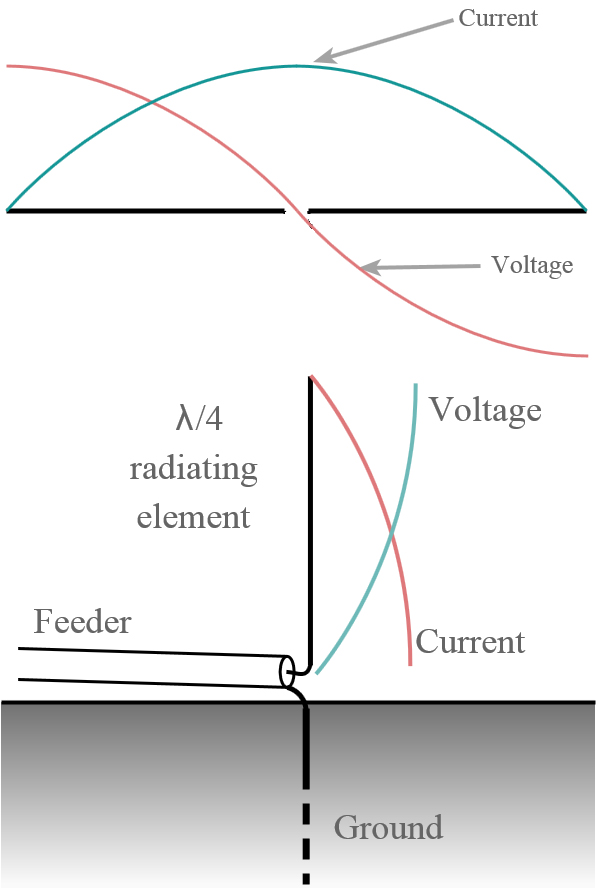 Current
Voltage
λ/4
radiating
element
Voltage
Feeder
Current
Ground